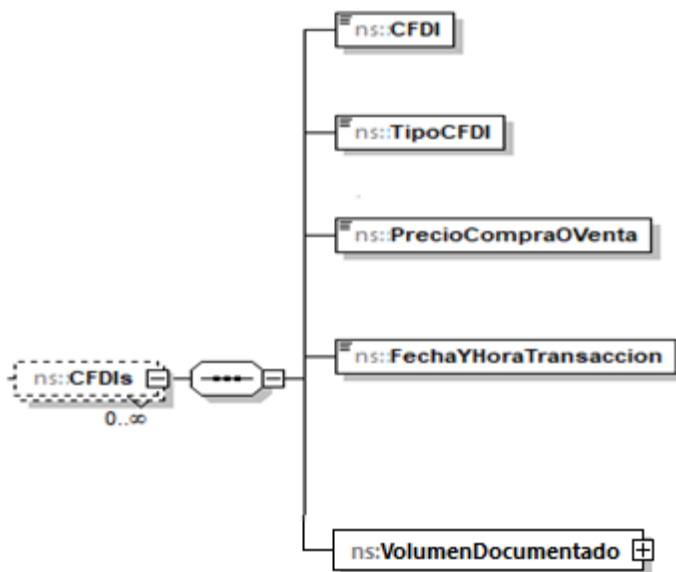 ns::CFDI
ns::TipoCFDI
ns::PrecioCompraOVenta
ns::FechaYHoraTransaccion
ns::CFDIs
0..∞
ns:VolumenDocumentado